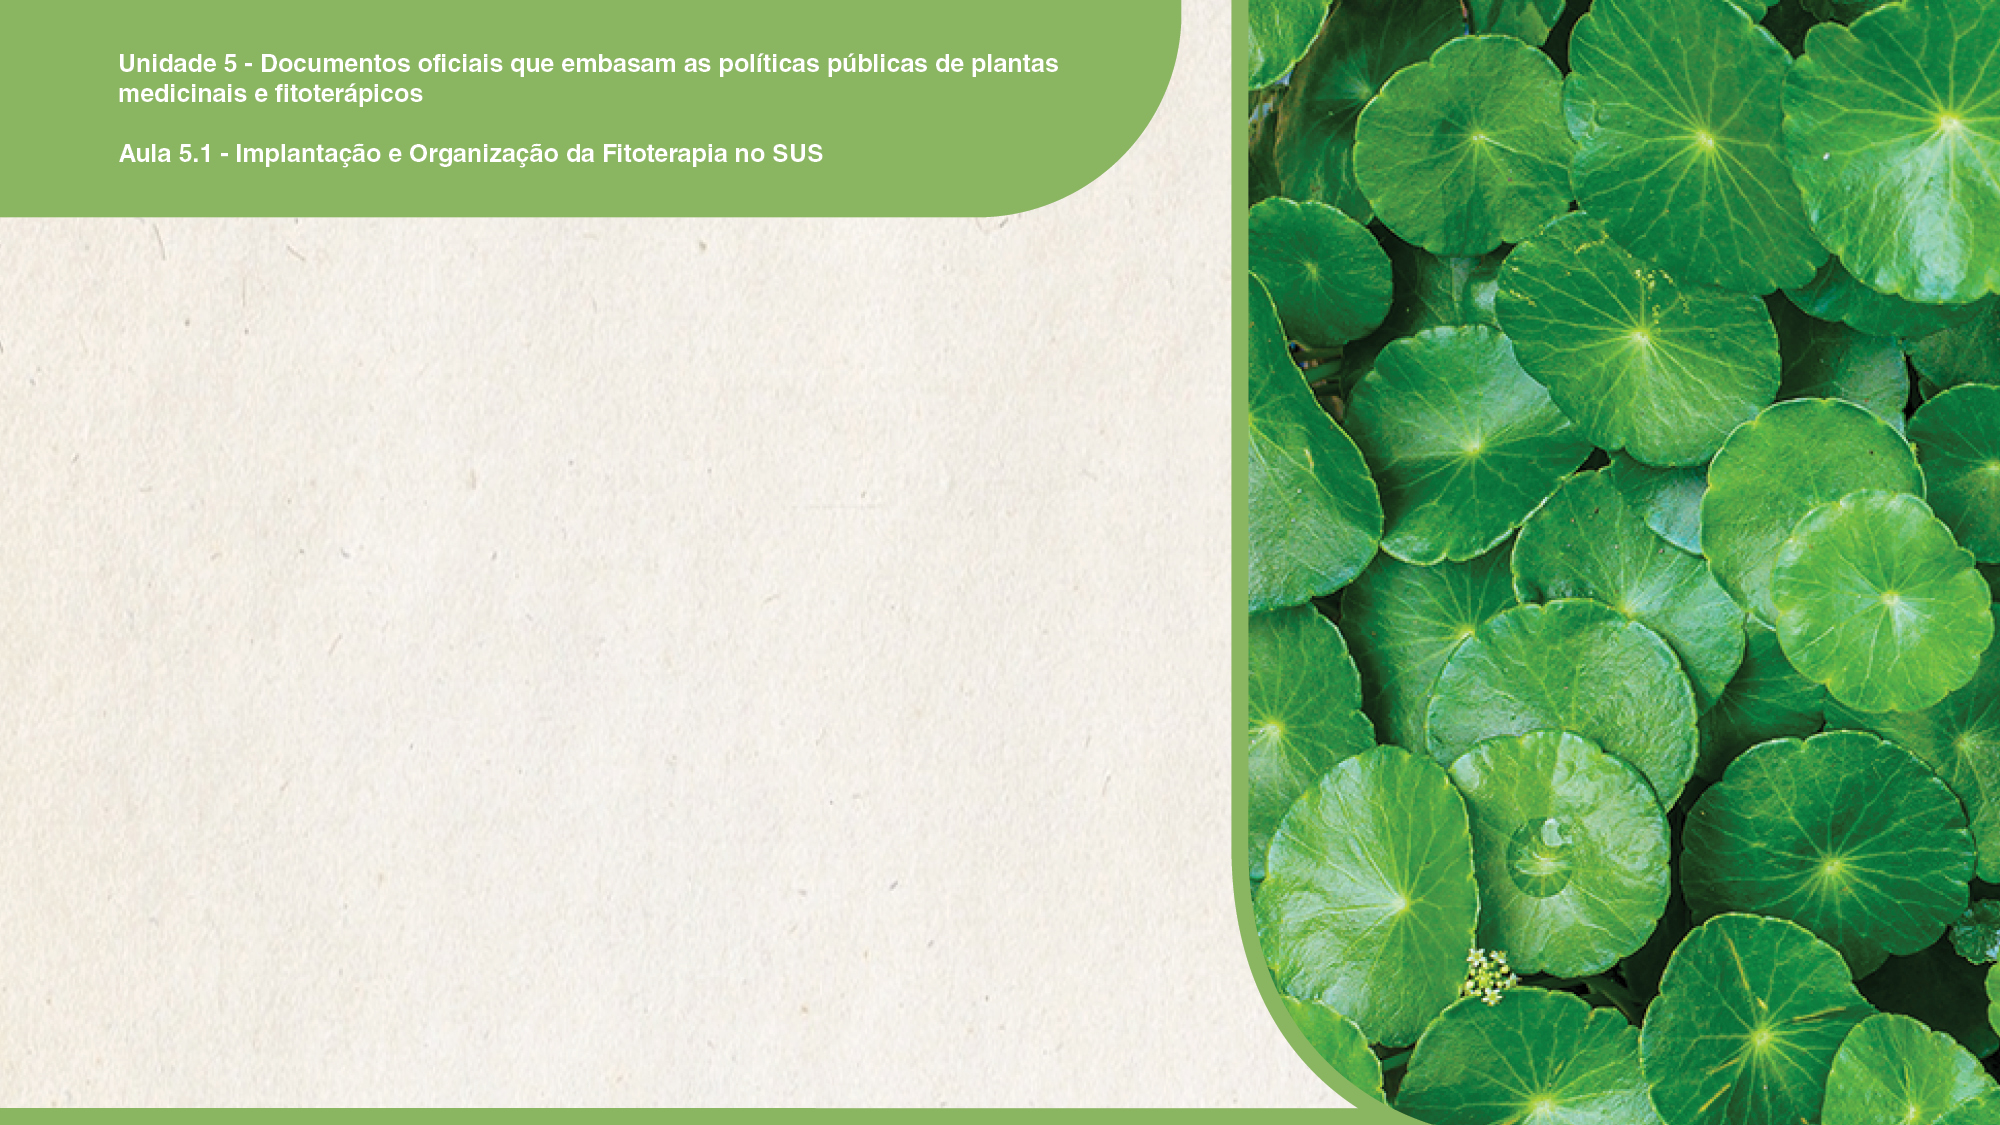 Unidade 5 - Documentos oficiais que embasam as políticas públicas de plantas
medicinais e fitoterápicos
Aula 5.1 - Implantação e Organização da Fitoterapia no SUS